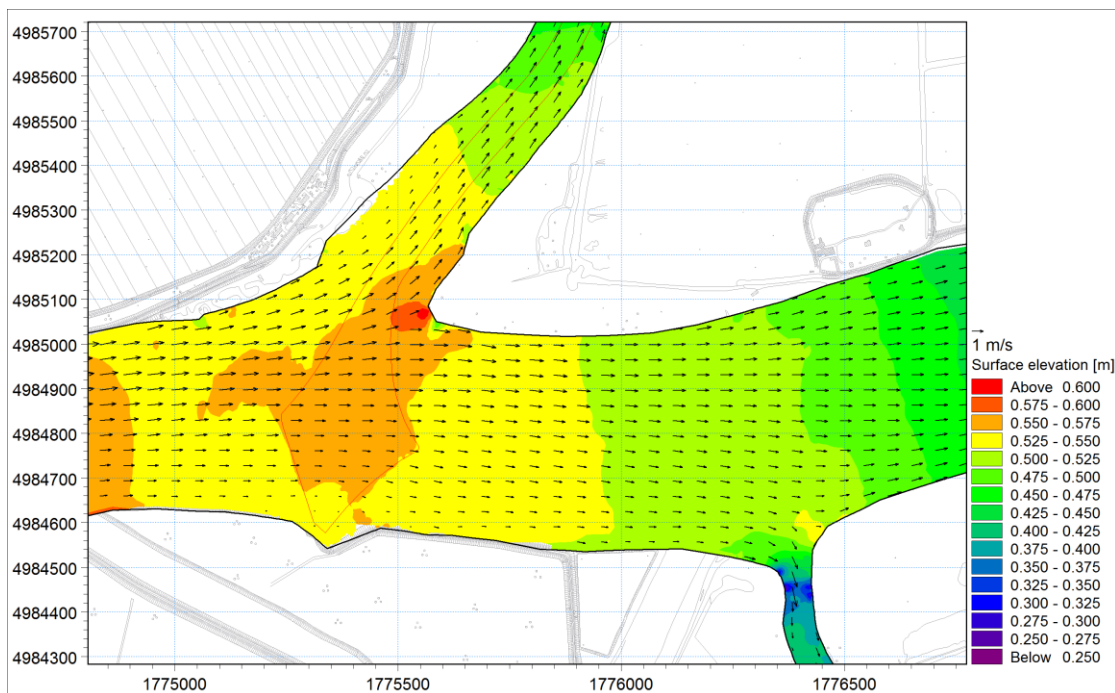 4985700
4985600
4985500
4985400
4985300
4985200
4985100
4985000
4984900
4984800
4984700
4984600
4984500
4984400
4984300
1775000 1775500 1776000 1776500
1 m/s
Surface elevation [m]
Above 0.600
0.575 - 0.600
0.550 - 0.575
0.525 - 0.550
0.500 - 0.525
0.475 - 0.500
0.450 - 0.475
0.425 - 0.450
0.400 - 0.425
0.375 - 0.400
0.350 - 0.375
0.325 - 0.350
0.300 - 0.325
0.275 - 0.300
0.250 - 0.275
Below 0.250